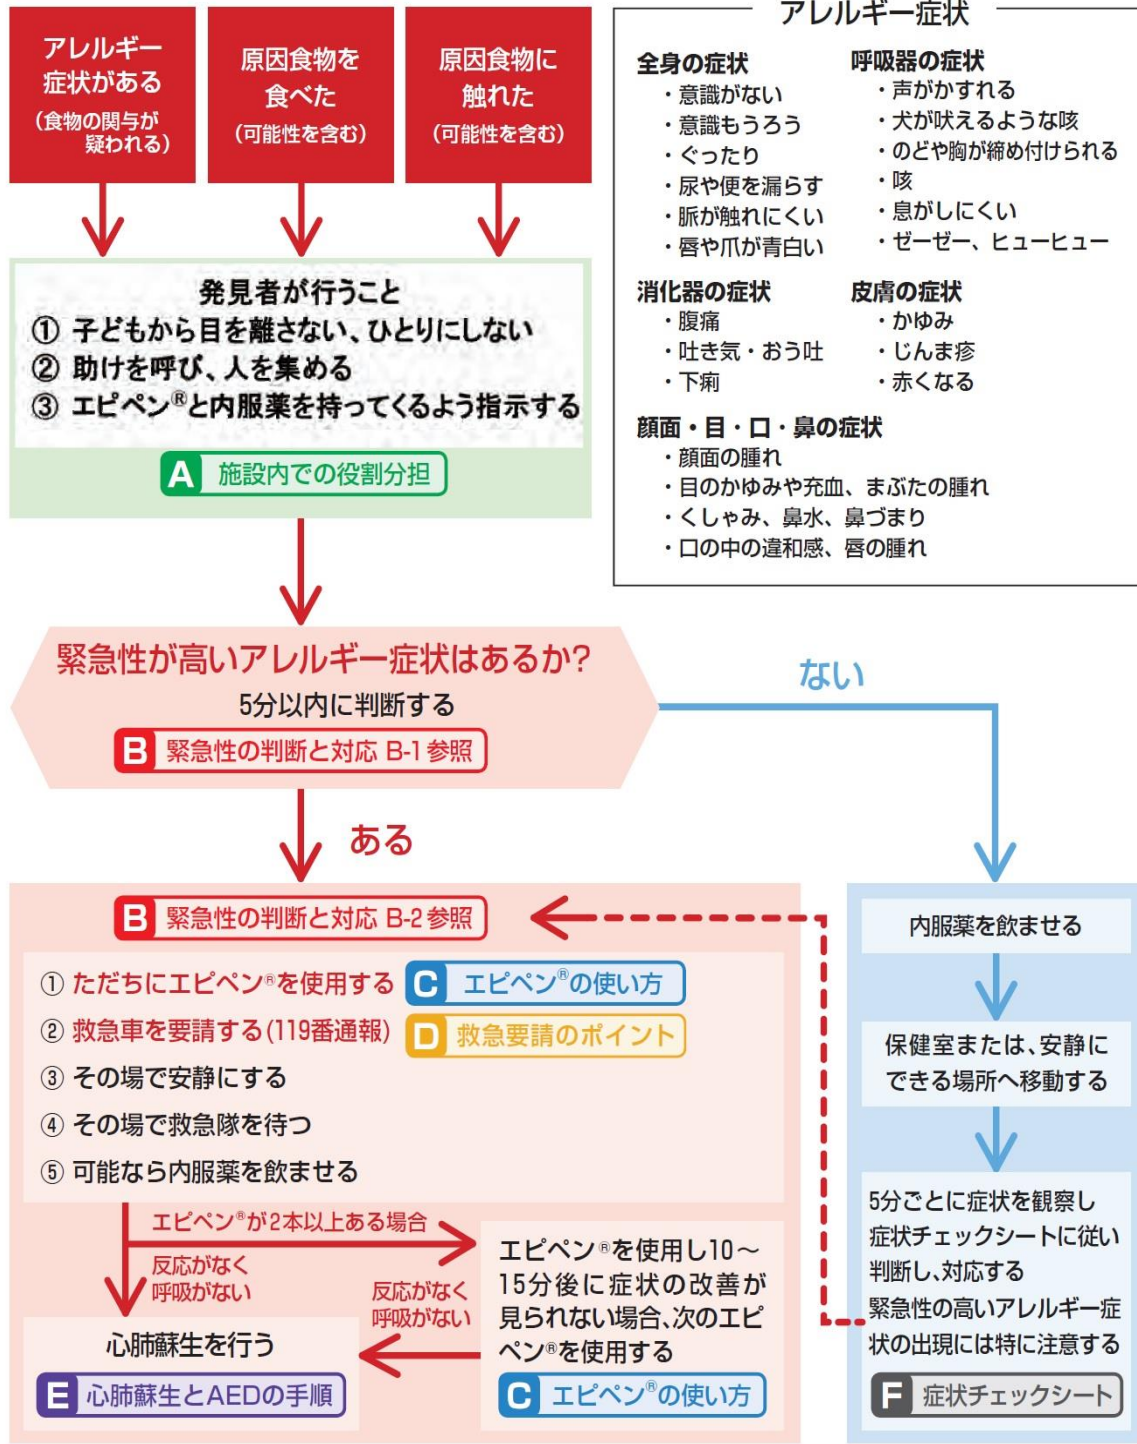 アレルギー
症状がある
(食物の関与が
疑われる)
原因食物を
食べた
(可能性を含む)
原因食物に
触れた
(可能性を含む)
発見者が行うこと
① 子どもから目を離さない、ひとりにしない
② 助けを呼び、人を集める
③ エピペン®と内服薬を持ってくるよう指示する
A 施設内での役割分担
アレルギー症状
全身の症状
・意識がない
・意識もうろう
・ぐったり
・尿や便を漏らす
・脈が触れにくい
・唇や爪が青白い
呼吸器の症状
・声がかすれる
・犬が吠えるような咳
・のどや胸が締め付けられる
・咳
・息がしにくい
・ゼーゼー、ヒューヒュー
消化器の症状
・腹痛
・吐き気・おう吐
・下痢
皮膚の症状
・かゆみ
・じんま疹
・赤くなる
顔面・目・口・鼻の症状
・顔面の腫れ
・目のかゆみや充血、まぶたの腫れ
・くしゃみ、鼻水、鼻づまり
・口の中の違和感、唇の腫れ
緊急性が高いアレルギー症状はあるか?
5分以内に判断する
B 緊急性の判断と対応 B-1参照
ない
ある
B 緊急性の判断と対応 B-2参照
① ただちにエピペン®を使用する C エピペン®の使い方
② 救急車を要請する(119番通報) D 救急要請のポイント
③ その場で安静にする
④ その場で救急隊を待つ
⑤ 可能なら内服薬を飲ませる
エピペン®が2本以上ある場合
反応がなく
呼吸がない
反応がなく
呼吸がない
エピペン®を使用し10～
15分後に症状の改善が
見られない場合、次のエピ
ペン®を使用する
C エピペン®の使い方
心肺蘇生を行う
E 心肺蘇生とAEDの手順
内服薬を飲ませる
保健室または、安静に
できる場所へ移動する
5分ごとに症状を観察し
症状チェックシートに従い
判断し、対応する
緊急性の高いアレルギー症
状の出現には特に注意する
F 症状チェックシート